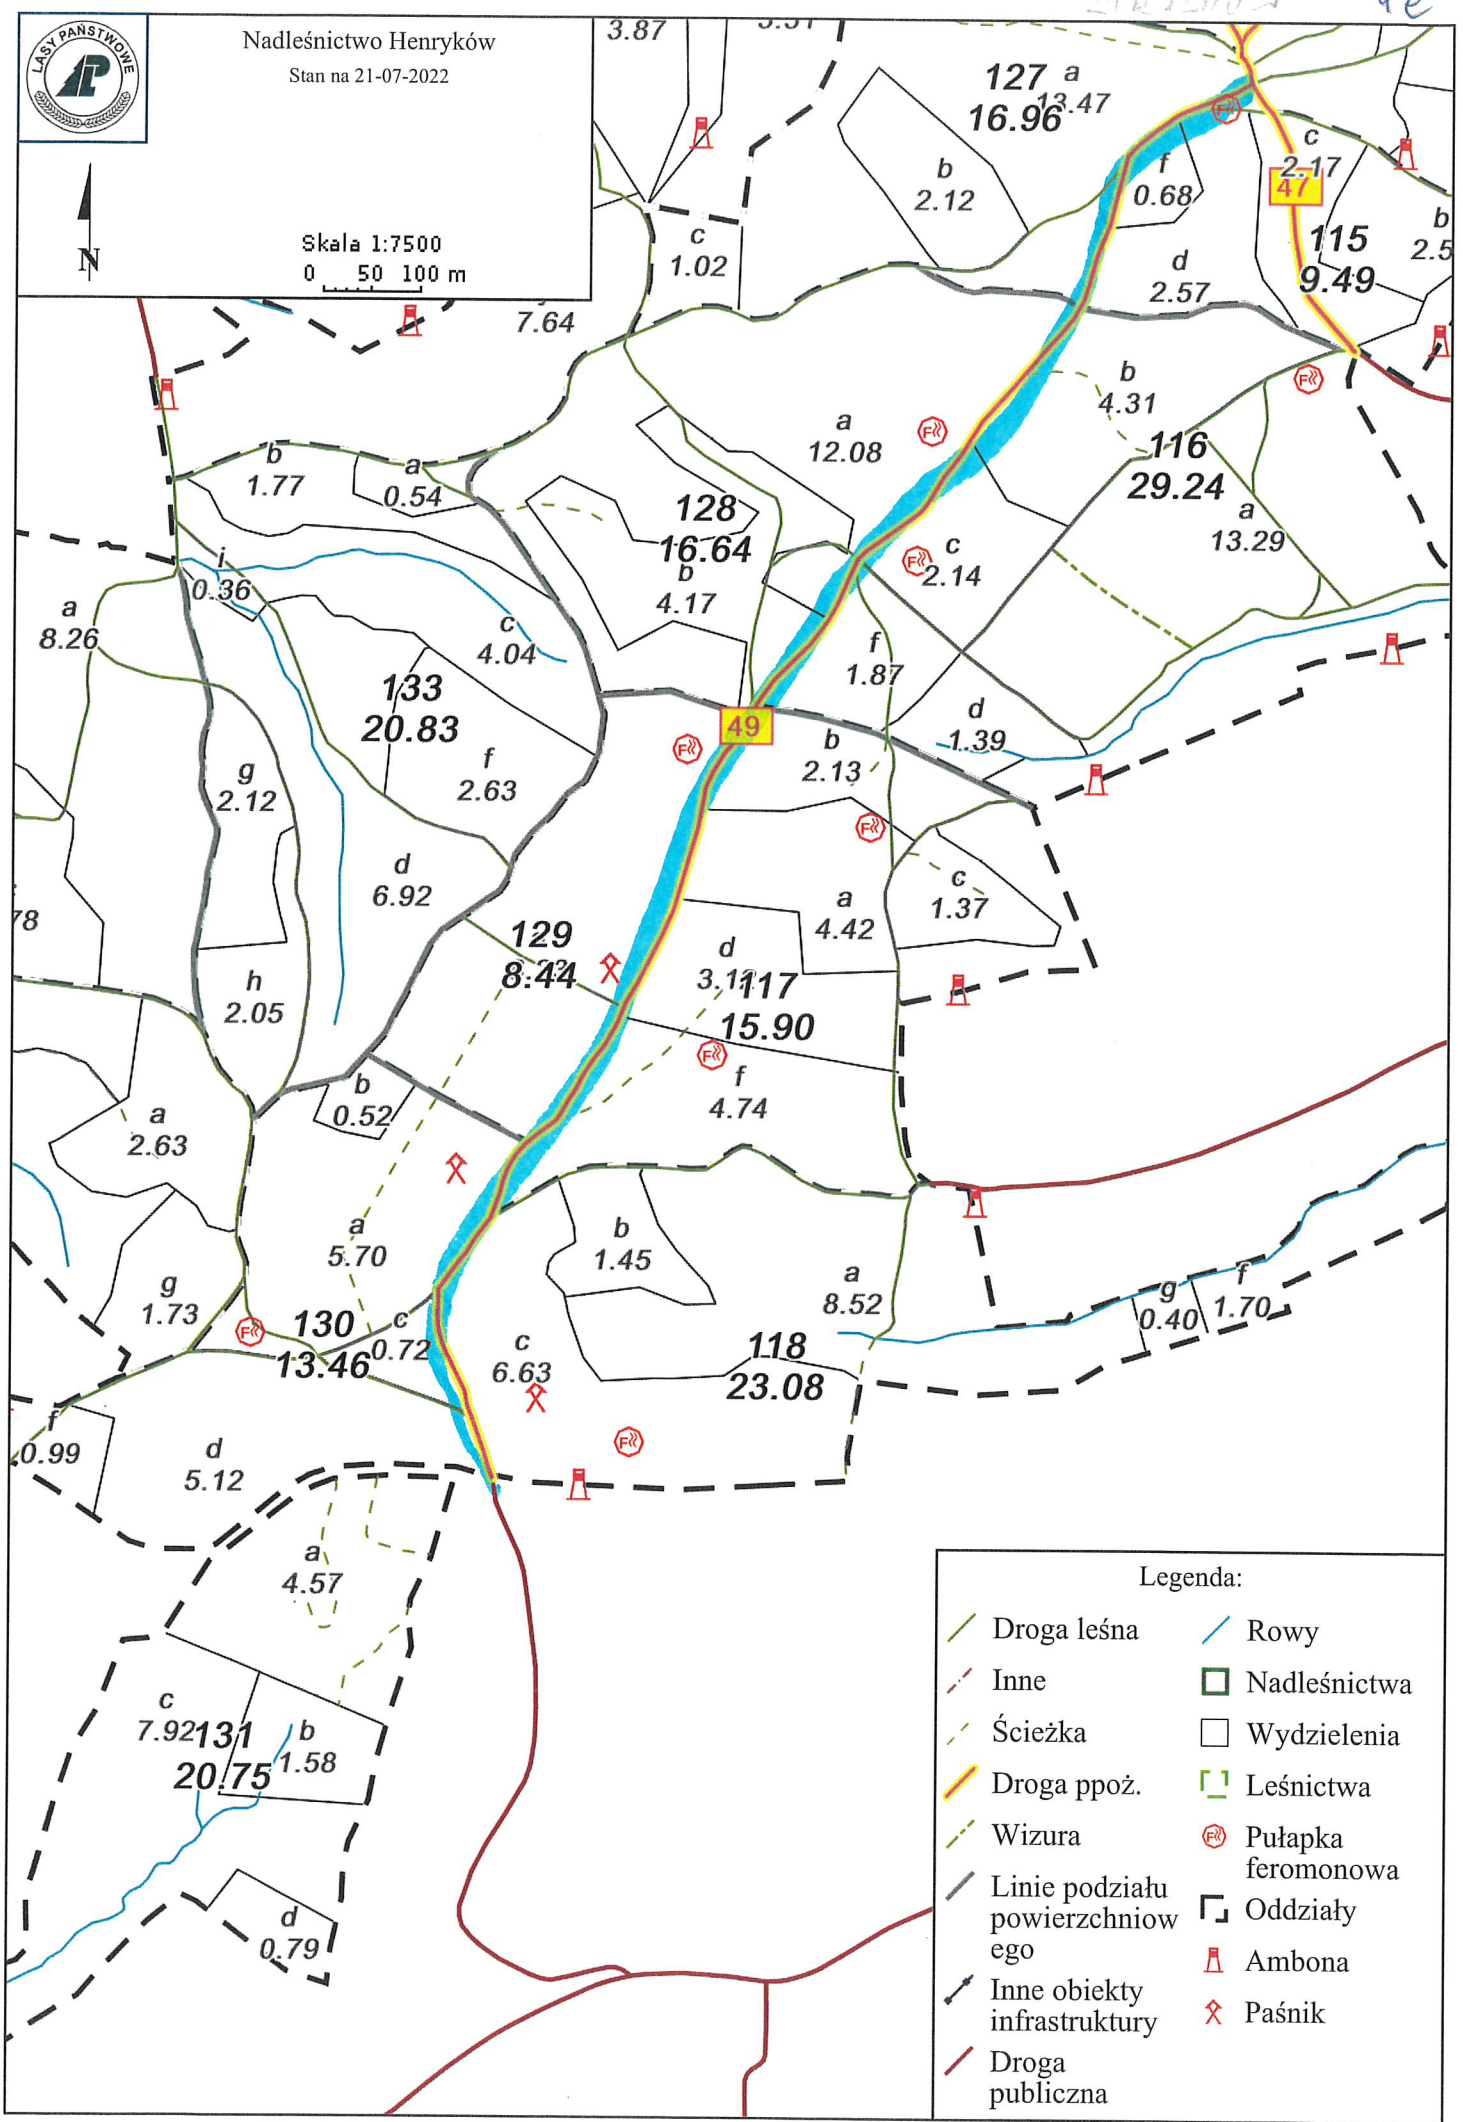 LASY PAŃSTWOWE
Nadleśnictwo Henryków
Stan na 21-07-2022
N
Skala 1:7500
0 50 100 m
3.87
127
16.96
a
13.47
b
2.12
f
0.68
c
2.17
47
115
9.49
b
2.5
c
1.02
d
2.57
7.64
b
4.31
a
12.08
116
29.24
a
13.29
b
1.77
a
0.54
128
16.64
b
4.17
c
2.14
i
0.36
a
8.26
c
4.04
f
1.87
133
20.83
49
d
1.39
b
2.13
g
2.12
f
2.63
d
6.92
78
a
4.42
c
1.37
129
8.44
d
117
15.90
h
2.05
f
4.74
b
0.52
a
2.63
a
5.70
b
1.45
g
1.73
a
8.52
g
0.40
f
1.70
130
13.46
c
0.72
c
6.63
118
23.08
f
0.99
d
5.12
a
4.57
c
7.92
131
20.75
b
1.58
d
0.79
Legenda:
Droga leśna
Inne
Ścieżka
Droga ppoż.
Wizura
Linie podziału
powierzchniow
ego
Inne obiekty
infrastruktury
Droga
publiczna
Rowy
Nadleśnictwa
Wydzielenia
Leśnictwa
Pułapka
feromonowa
Oddziały
Ambona
Paśnik